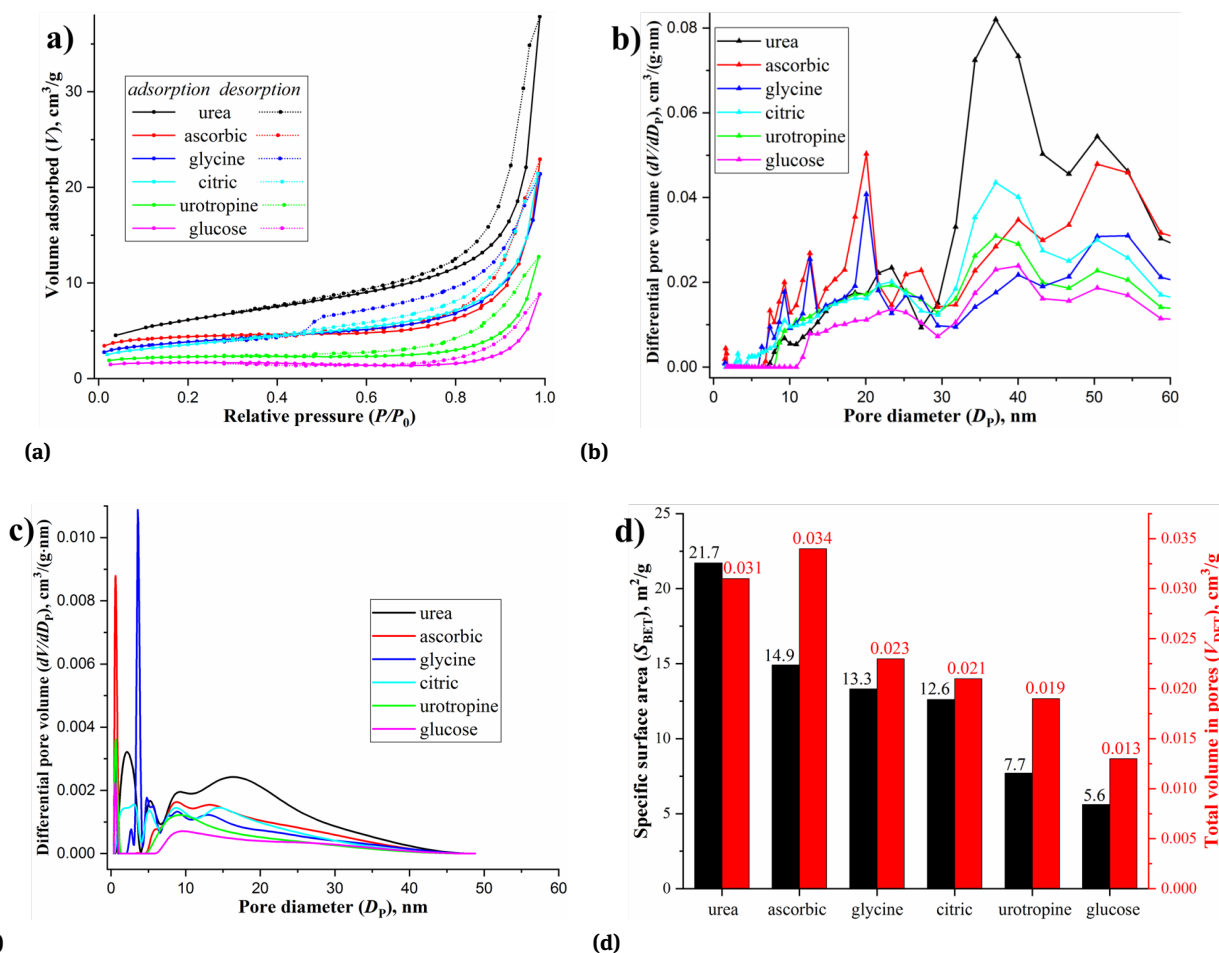 a)
adsorption desorption
urea
ascorbic
glycine
citric
urotropine
glucose
Volume adsorbed (V), cm³/g
0
10
20
30
0.0 0.2 0.4 0.6 0.8 1.0
Relative pressure (P/P₀)
(a)
b)
urea
ascorbic
glycine
citric
urotropine
glucose
Differential pore volume (dV/dDₚ), cm³/(g·nm)
0.00
0.02
0.04
0.06
0.08
0 10 20 30 40 50 60
Pore diameter (Dₚ), nm
(b)
c)
urea
ascorbic
glycine
citric
urotropine
glucose
Differential pore volume (dV/dDₚ), cm³/(g·nm)
0.000
0.002
0.004
0.006
0.008
0.010
0 10 20 30 40 50 60
Pore diameter (Dₚ), nm
)
d)
Specific surface area (S_BET), m²/g
0
5
10
15
20
25
21.7 0.031
14.9 0.034
13.3 0.023
12.6 0.021
7.7 0.019
5.6 0.013
urea ascorbic glycine citric urotropine glucose
0.000
0.005
0.010
0.015
0.020
0.025
0.030
0.035
Total volume in pores (V_BET), cm³/g
(d)